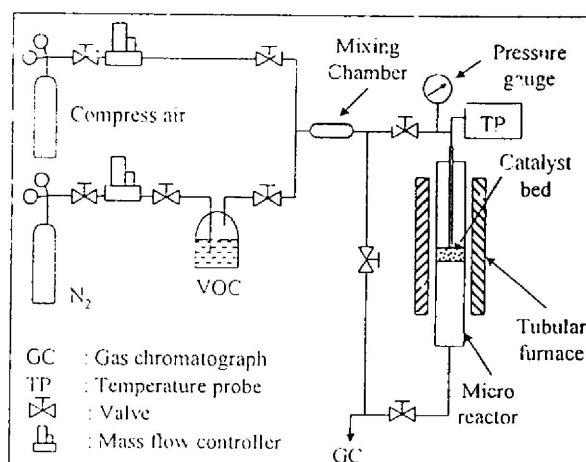 Mixing
Chamber
Pressure
gauge
Compress air
TP
Catalyst
bed
N2
VOC
Tubular
furnace
Micro
reactor
GC : Gas chromatograph
TP : Temperature probe
: Valve
: Mass flow controller
GC